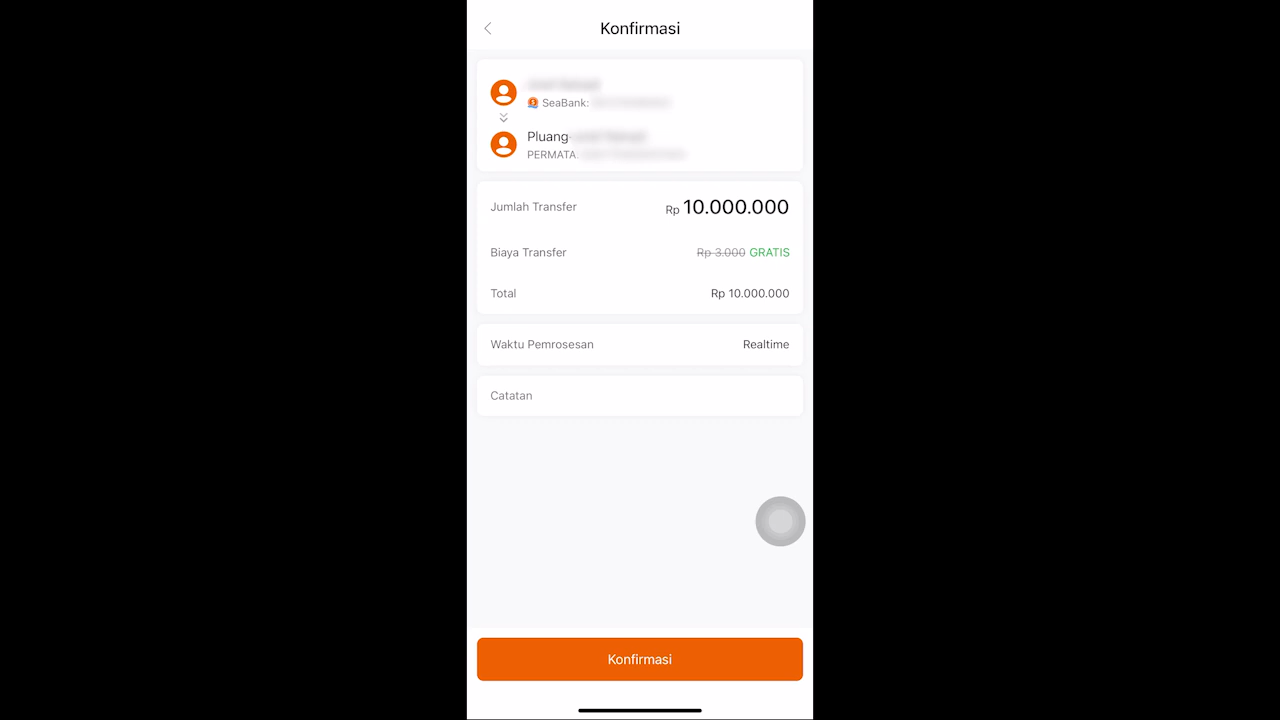 Konfirmasi
SeaBank:
Pluang
PERMATA:
Jumlah Transfer
Rp 10.000.000
Biaya Transfer
Rp 3.000 GRATIS
Total
Rp 10.000.000
Waktu Pemrosesan
Realtime
Catatan
Konfirmasi